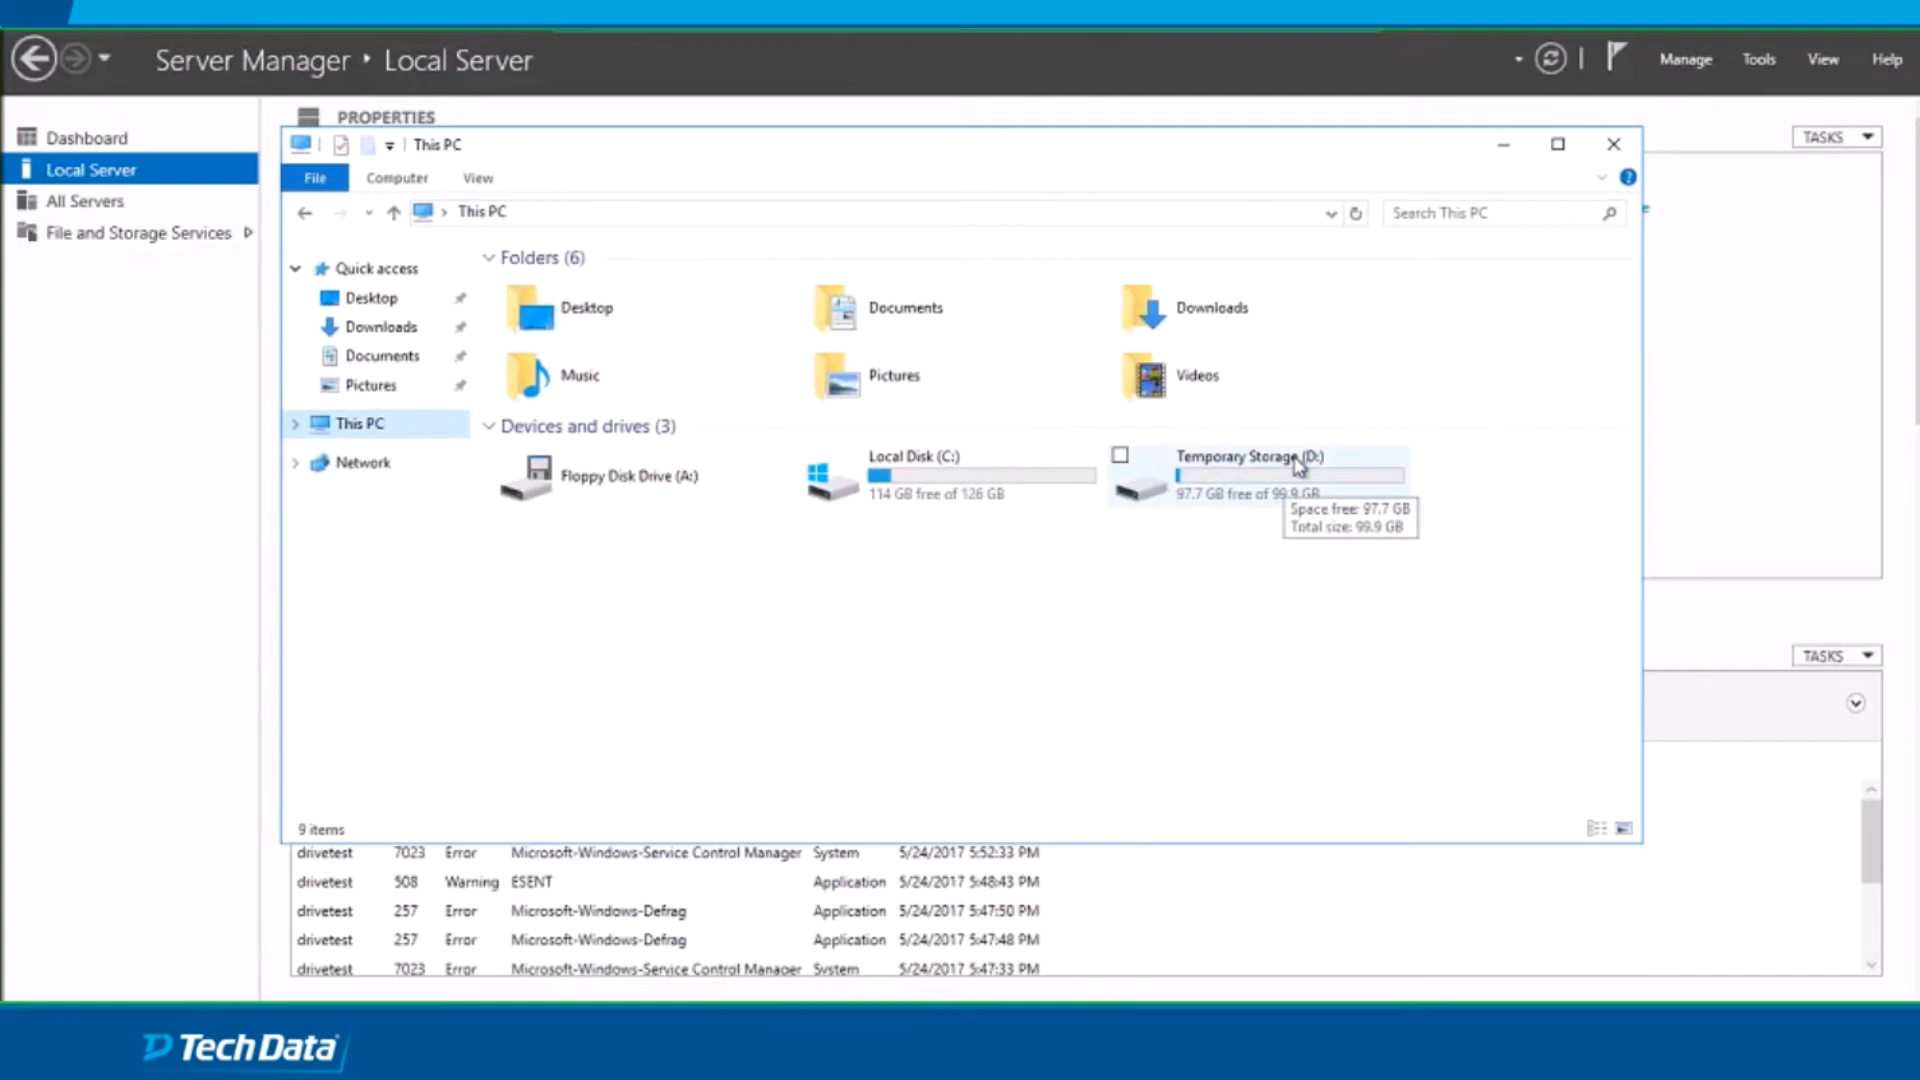 Server Manager ‣ Local Server
Manage
Tools
View
Help
Dashboard
Local Server
All Servers
File and Storage Services
PROPERTIES
TASKS
This PC
File
Computer
View
This PC
Search This PC
Quick access
Desktop
Downloads
Documents
Pictures
This PC
Network
Folders (6)
Desktop
Documents
Downloads
Music
Pictures
Videos
Devices and drives (3)
Floppy Disk Drive (A:)
Local Disk (C:)
114 GB free of 126 GB
Temporary Storage (D:)
97.7 GB free of 99.9 GB
Space free: 97.7 GB
Total size: 99.9 GB
TASKS
9 items
drivetest 7023 Error Microsoft-Windows-Service Control Manager System 5/24/2017 5:52:33 PM
drivetest 508 Warning ESENT Application 5/24/2017 5:48:43 PM
drivetest 257 Error Microsoft-Windows-Defrag Application 5/24/2017 5:47:50 PM
drivetest 257 Error Microsoft-Windows-Defrag Application 5/24/2017 5:47:48 PM
drivetest 7023 Error Microsoft-Windows-Service Control Manager System 5/24/2017 5:47:33 PM
Tech Data